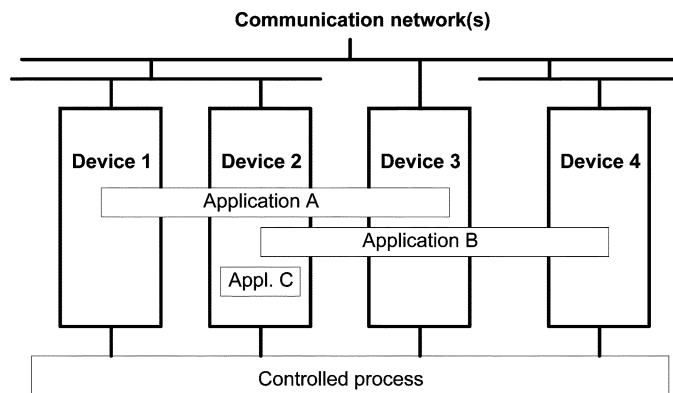 Communication network(s)
Device 1
Device 2
Device 3
Device 4
Application A
Application B
Appl. C
Controlled process